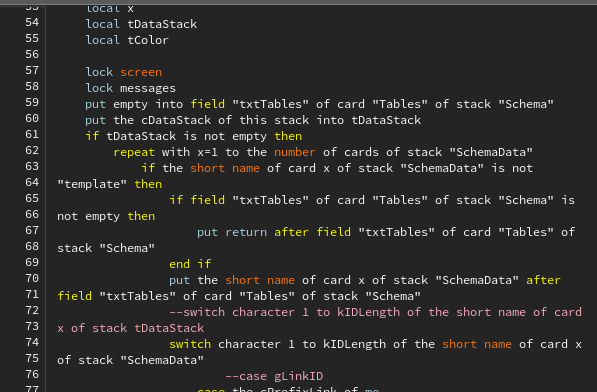 53 local x
54 local tDataStack
55 local tColor
56
57 lock screen
58 lock messages
59 put empty into field "txtTables" of card "Tables" of stack "Schema"
60 put the cDataStack of this stack into tDataStack
61 if tDataStack is not empty then
62 repeat with x=1 to the number of cards of stack "SchemaData"
63 if the short name of card x of stack "SchemaData" is not
64 "template" then
65 if field "txtTables" of card "Tables" of stack "Schema" is
66 not empty then
67 put return after field "txtTables" of card "Tables" of
68 stack "Schema"
69 end if
70 put the short name of card x of stack "SchemaData" after
71 field "txtTables" of card "Tables" of stack "Schema"
72 --switch character 1 to kIDLength of the short name of card
73 x of stack tDataStack
74 switch character 1 to kIDLength of the short name of card x
75 of stack "SchemaData"
76 --case gLinkID
77 case the cPrefixLink of me